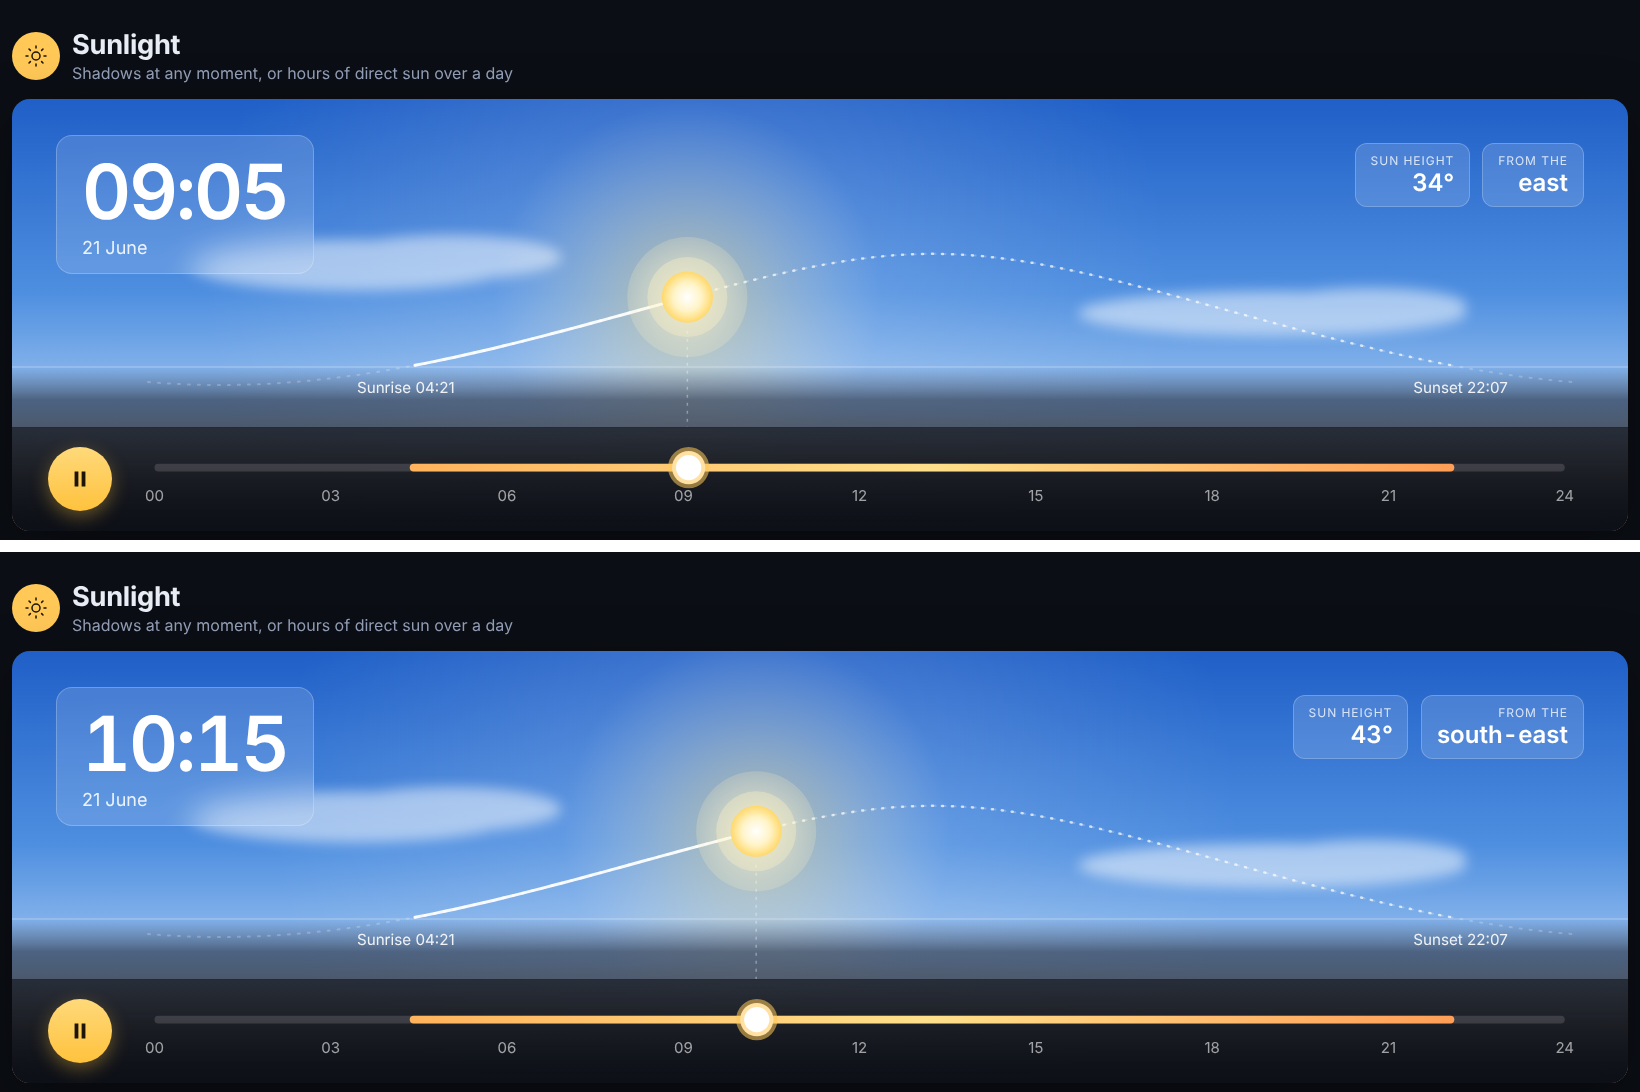 Sunlight
Shadows at any moment, or hours of direct sun over a day
09:05
21 June
SUN HEIGHT
34°
FROM THE
east
Sunrise 04:21
Sunset 22:07
00 03 06 09 12 15 18 21 24
Sunlight
Shadows at any moment, or hours of direct sun over a day
10:15
21 June
SUN HEIGHT
43°
FROM THE
south-east
Sunrise 04:21
Sunset 22:07
00 03 06 09 12 15 18 21 24